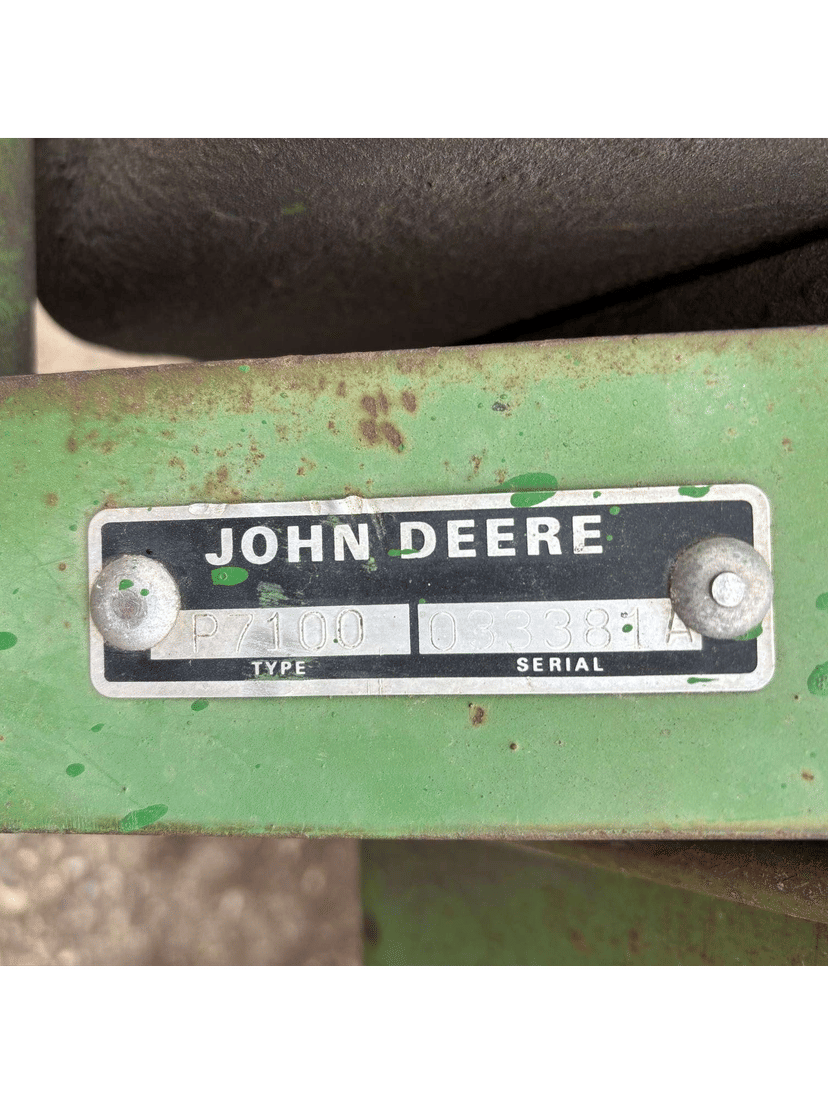 JOHN DEERE
P7100 033381A
TYPE SERIAL